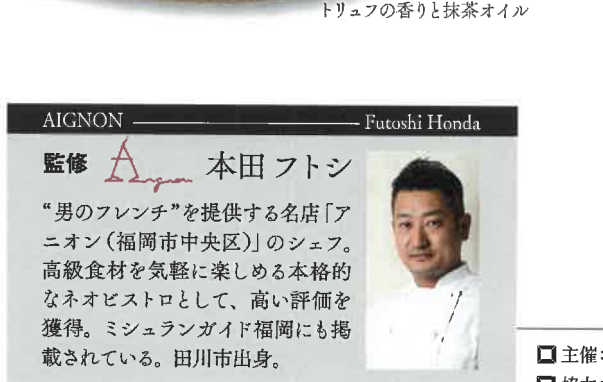 トリュフの香りと抹茶オイル
AIGNON
Futoshi Honda
監修 Aignon 本田 フトシ
“男のフレンチ”を提供する名店「ア
ニオン（福岡市中央区）」のシェフ。
高級食材を気軽に楽しめる本格的
なネオビストロとして、高い評価を
獲得。ミシュランガイド福岡にも掲
載されている。田川市出身。
主催：